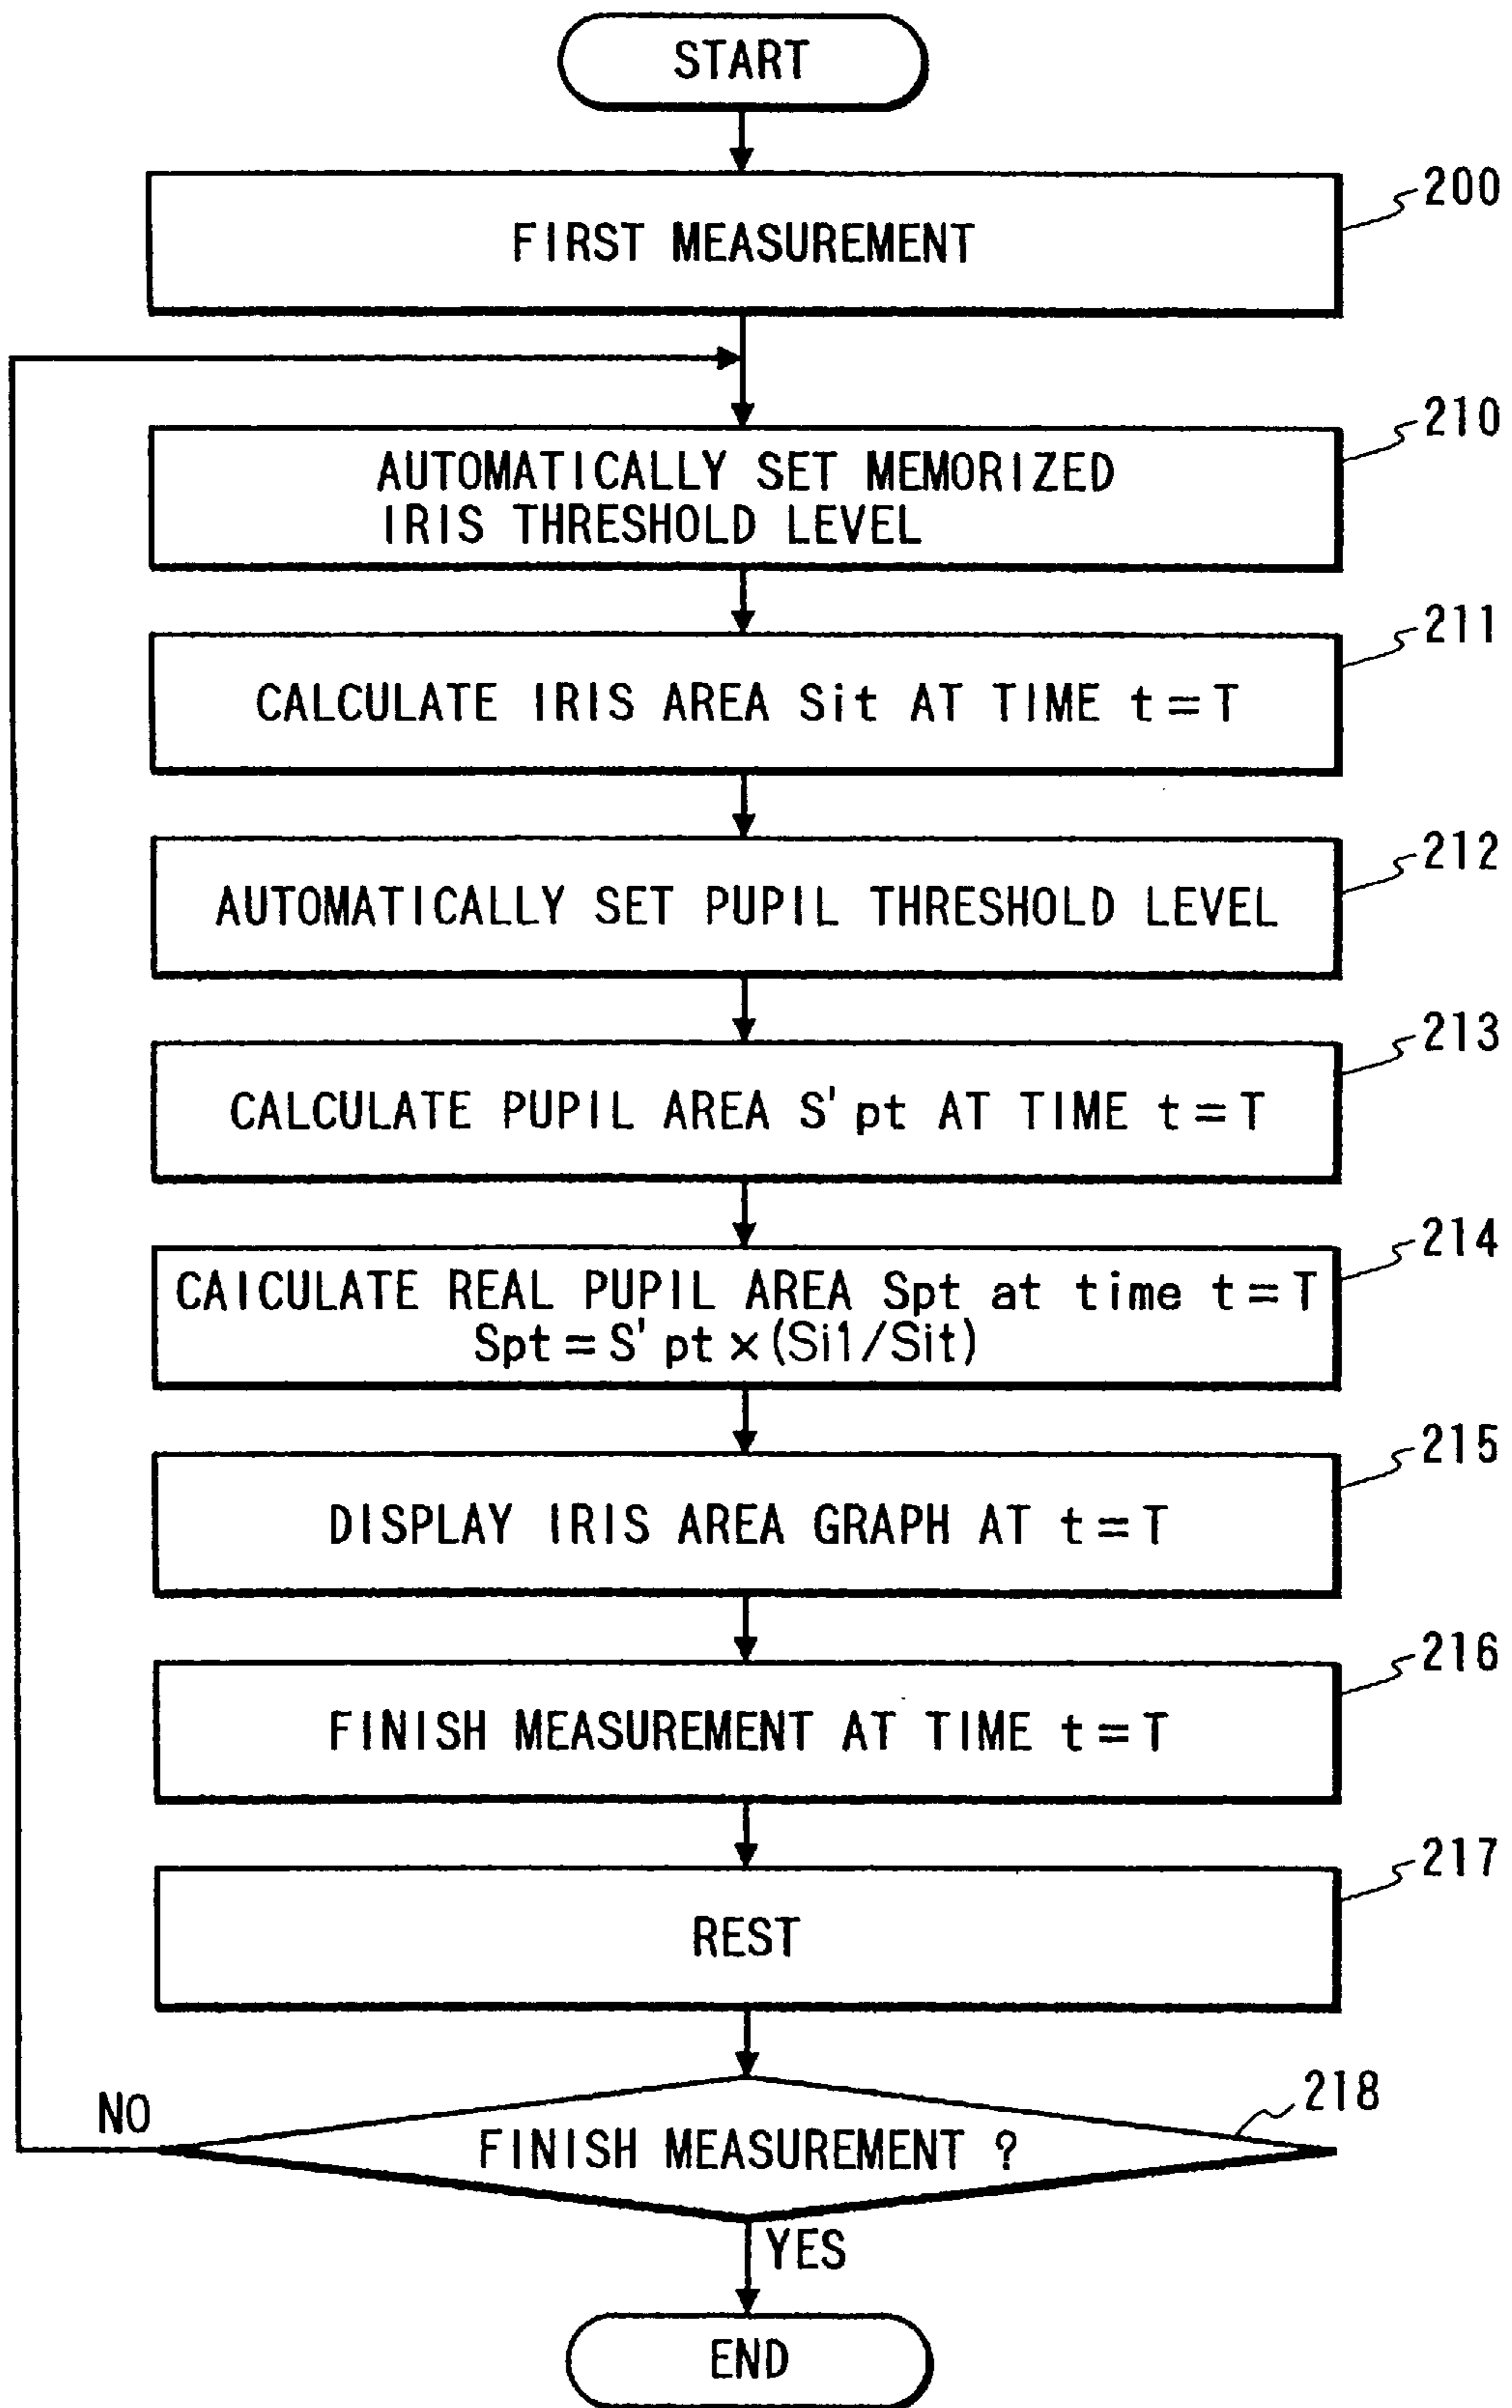 START
200
FIRST MEASUREMENT
210
AUTOMATICALLY SET MEMORIZED
IRIS THRESHOLD LEVEL
211
CALCULATE IRIS AREA Sit AT TIME t=T
212
AUTOMATICALLY SET PUPIL THRESHOLD LEVEL
213
CALCULATE PUPIL AREA S'pt AT TIME t=T
214
CAICULATE REAL PUPIL AREA Spt at time t=T
Spt=S'pt×(Si1/Sit)
215
DISPLAY IRIS AREA GRAPH AT t=T
216
FINISH MEASUREMENT AT TIME t=T
217
REST
218
NO
FINISH MEASUREMENT ?
YES
END